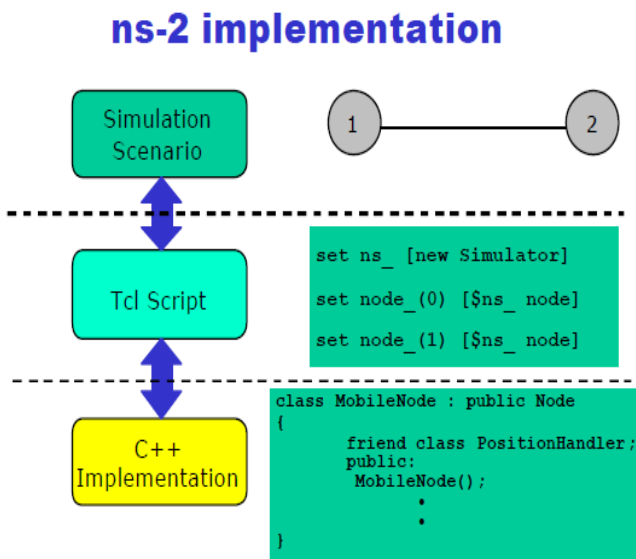 ns-2 implementation
Simulation
Scenario
1
2
Tcl Script
set ns_ [new Simulator]
set node_(0) [$ns_ node]
set node_(1) [$ns_ node]
C++
Implementation
class MobileNode : public Node
{
friend class PositionHandler;
public:
MobileNode();
•
•
}